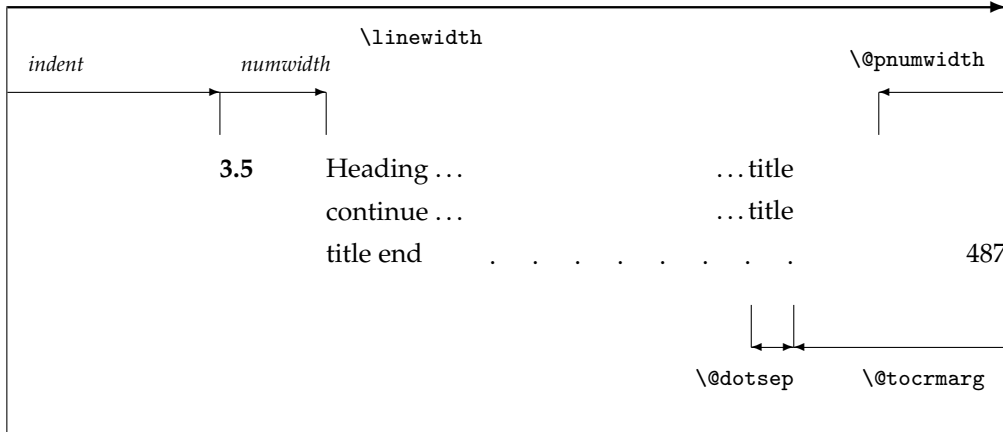 \linewidth
indent numwidth \@pnumwidth
3.5 Heading ... ... title
continue ... ... title
title end . . . . . . . . 487
\@dotsep \@tocrmarg